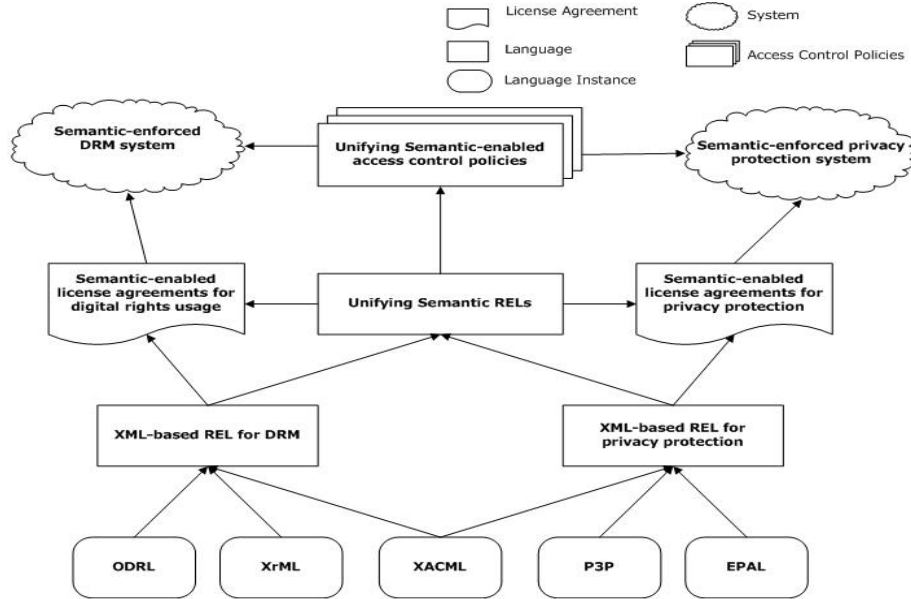 License Agreement
System
Language
Access Control Policies
Language Instance
Semantic-enforced
DRM system
Unifying Semantic-enabled
access control policies
Semantic-enforced privacy
protection system
Semantic-enabled
license agreements for
digital rights usage
Unifying Semantic RELs
Semantic-enabled
license agreements for
privacy protection
XML-based REL for DRM
XML-based REL for
privacy protection
ODRL
XrML
XACML
P3P
EPAL